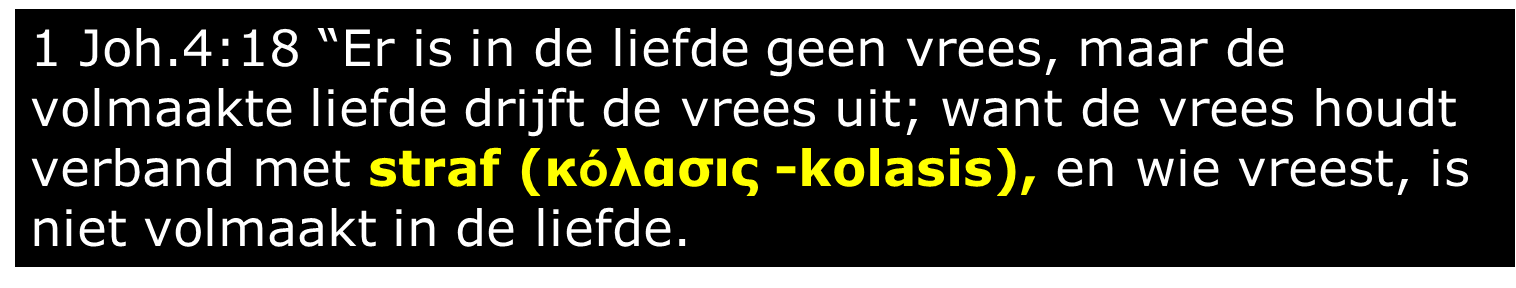 1 Joh.4:18 “Er is in de liefde geen vrees, maar de
volmaakte liefde drijft de vrees uit; want de vrees houdt
verband met straf (κόλασις -kolasis), en wie vreest, is
niet volmaakt in de liefde.